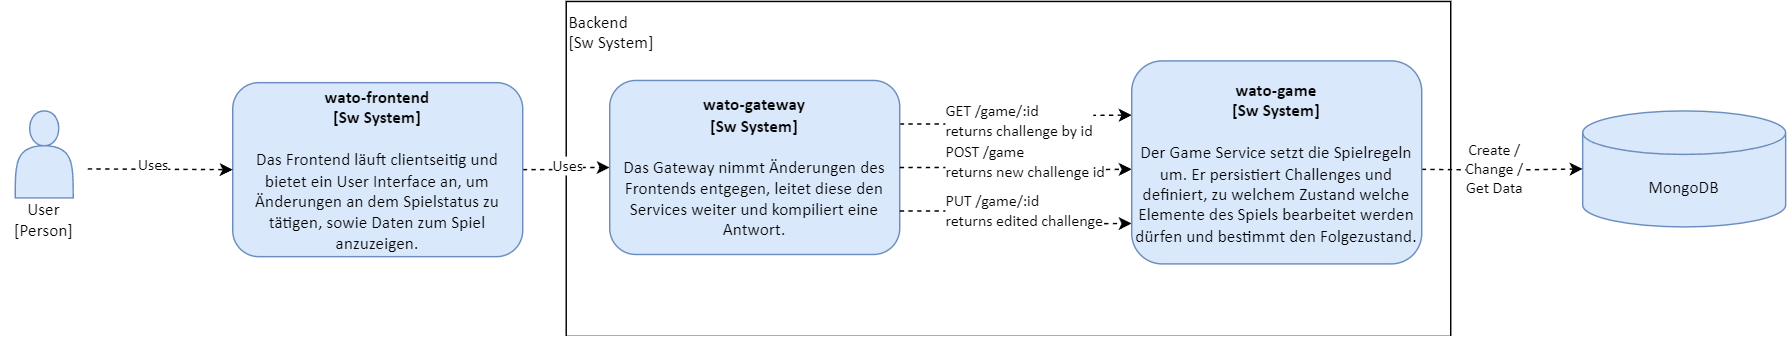 Backend
[Sw System]
User
[Person]
Uses
wato-frontend
[Sw System]
Das Frontend läuft clientseitig und
bietet ein User Interface an, um
Änderungen an dem Spielstatus zu
tätigen, sowie Daten zum Spiel
anzuzeigen.
Uses
wato-gateway
[Sw System]
Das Gateway nimmt Änderungen des
Frontends entgegen, leitet diese den
Services weiter und kompiliert eine
Antwort.
GET /game/:id
returns challenge by id
POST /game
returns new challenge id
PUT /game/:id
returns edited challenge
wato-game
[Sw System]
Der Game Service setzt die Spielregeln
um. Er persistiert Challenges und
definiert, zu welchem Zustand welche
Elemente des Spiels bearbeitet werden
dürfen und bestimmt den Folgezustand.
Create /
Change /
Get Data
MongoDB